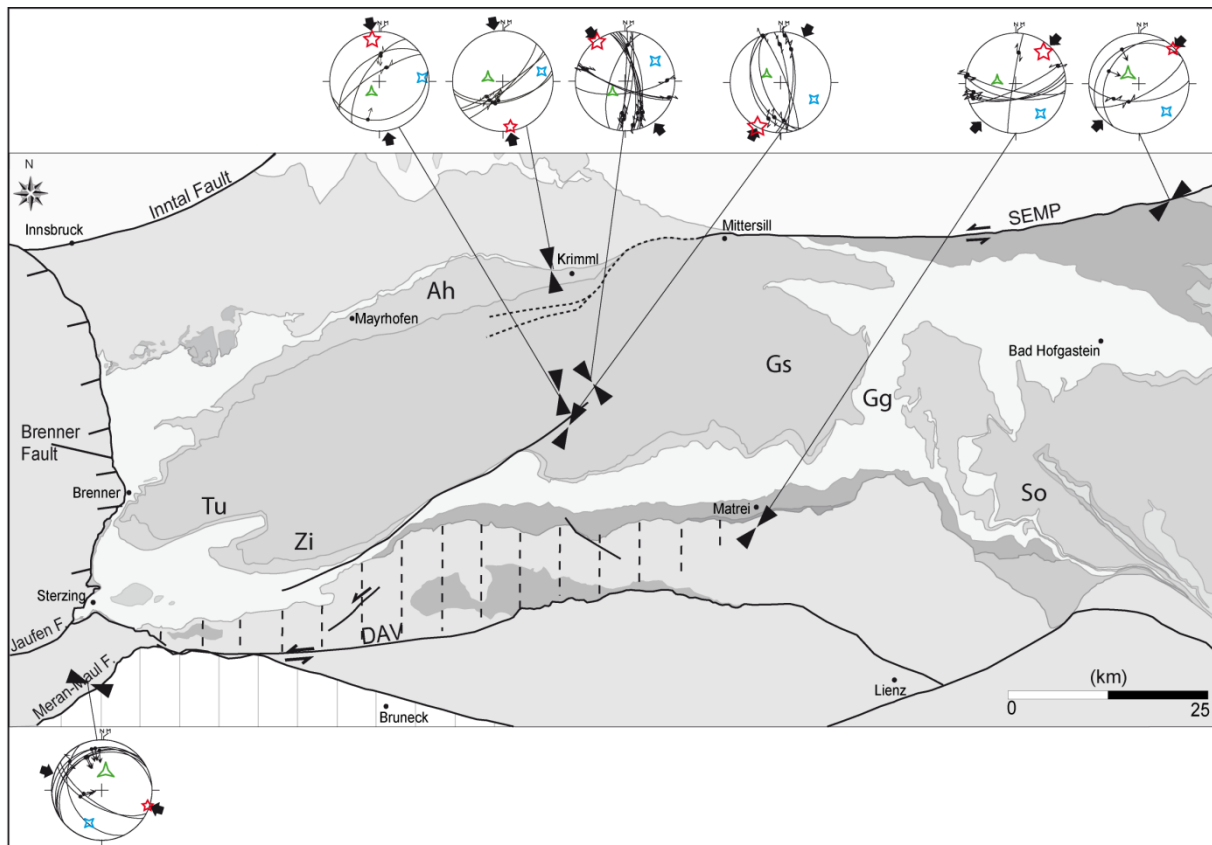 N M
N M
N M
N M
N M
N M
N
Inntal Fault
Innsbruck
SEMP
Mittersill
Krimml
Ah
Mayrhofen
Bad Hofgastein
Gs
Gg
Brenner
Fault
Brenner
Matrei
So
Tu
Zi
Sterzing
DAV
Jaufen F.
Meran-Maul F.
Lienz
(km)
0 25
Bruneck
N M